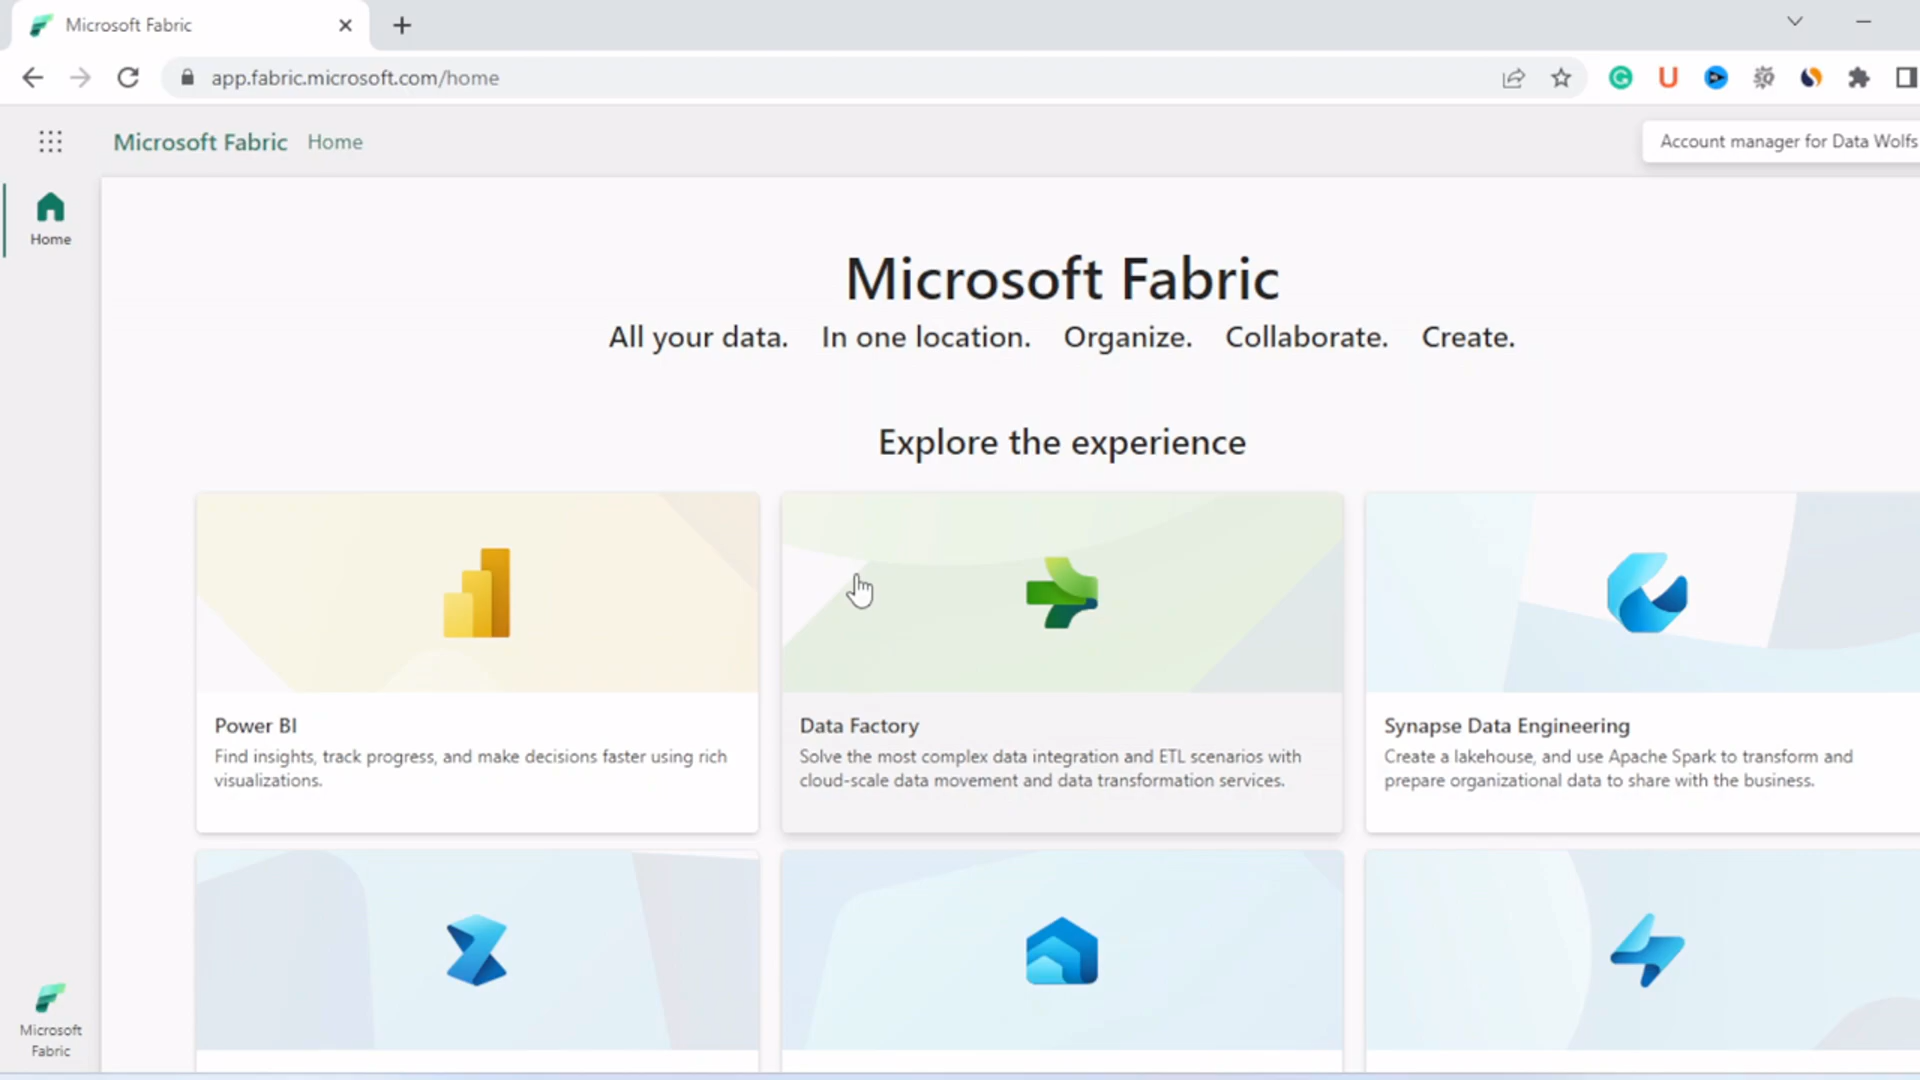 Microsoft Fabric
app.fabric.microsoft.com/home
Microsoft Fabric Home
Account manager for Data Wolfs
Home
Microsoft Fabric
All your data. In one location. Organize. Collaborate. Create.
Explore the experience
Power BI
Find insights, track progress, and make decisions faster using rich
visualizations.
Data Factory
Solve the most complex data integration and ETL scenarios with
cloud-scale data movement and data transformation services.
Synapse Data Engineering
Create a lakehouse, and use Apache Spark to transform and
prepare organizational data to share with the business.
Microsoft
Fabric